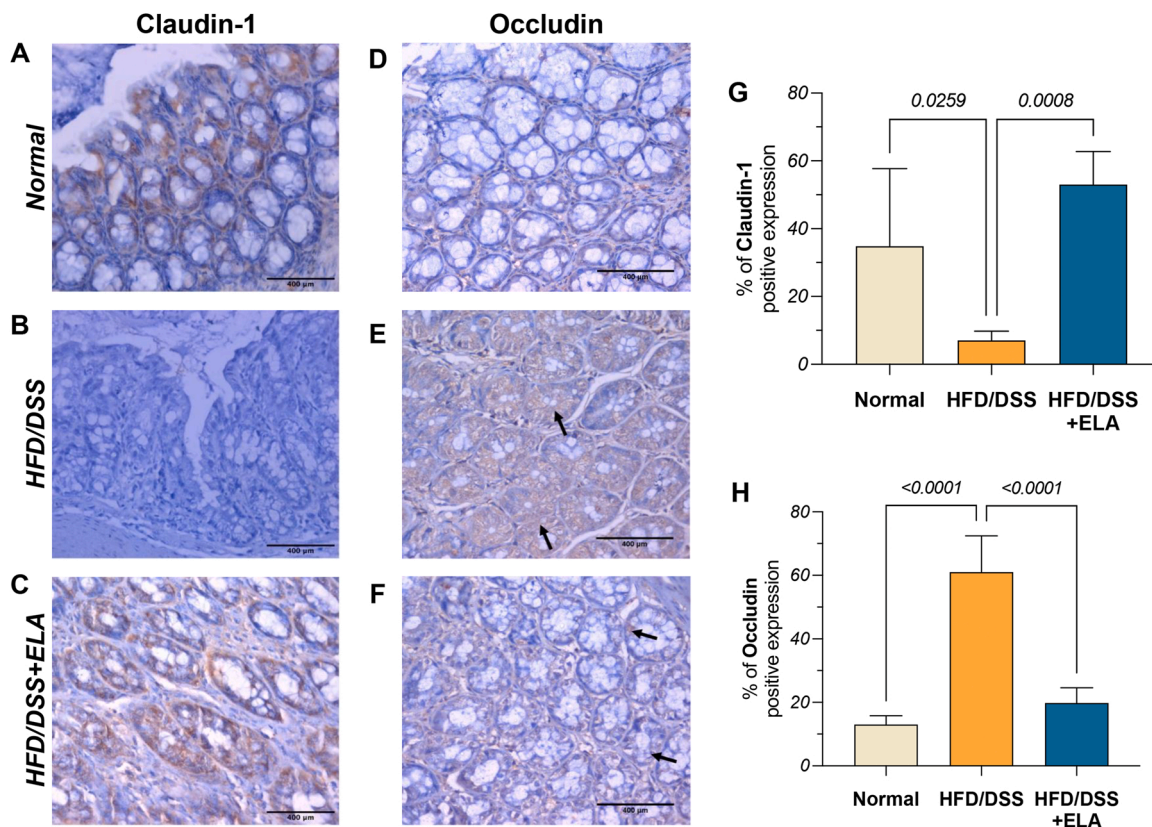 Claudin-1
Occludin
A
Normal
400 µm
D
400 µm
B
HFD/DSS
400 µm
E
400 µm
C
HFD/DSS+ELA
400 µm
F
400 µm
G
0.0259
0.0008
% of Claudin-1
positive expression
80
60
40
20
0
Normal
HFD/DSS
HFD/DSS
+ELA
H
<0.0001
<0.0001
% of Occludin
positive expression
80
60
40
20
0
Normal
HFD/DSS
HFD/DSS
+ELA